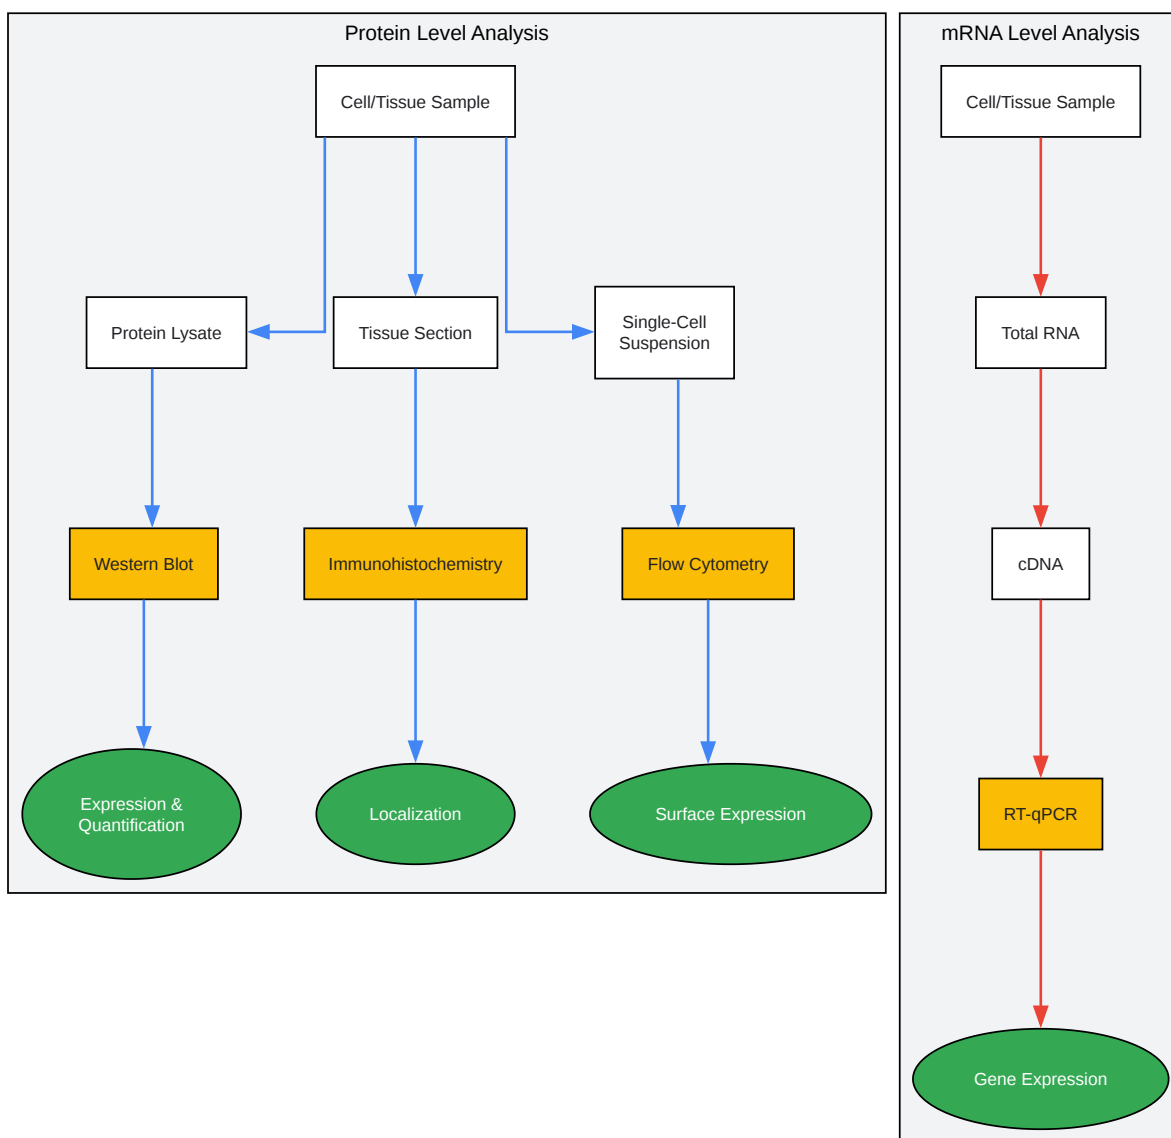 Protein Level Analysis
Cell/Tissue Sample
Protein Lysate
Tissue Section
Single-Cell
Suspension
Western Blot
Immunohistochemistry
Flow Cytometry
Expression &
Quantification
Localization
Surface Expression
mRNA Level Analysis
Cell/Tissue Sample
Total RNA
cDNA
RT-qPCR
Gene Expression